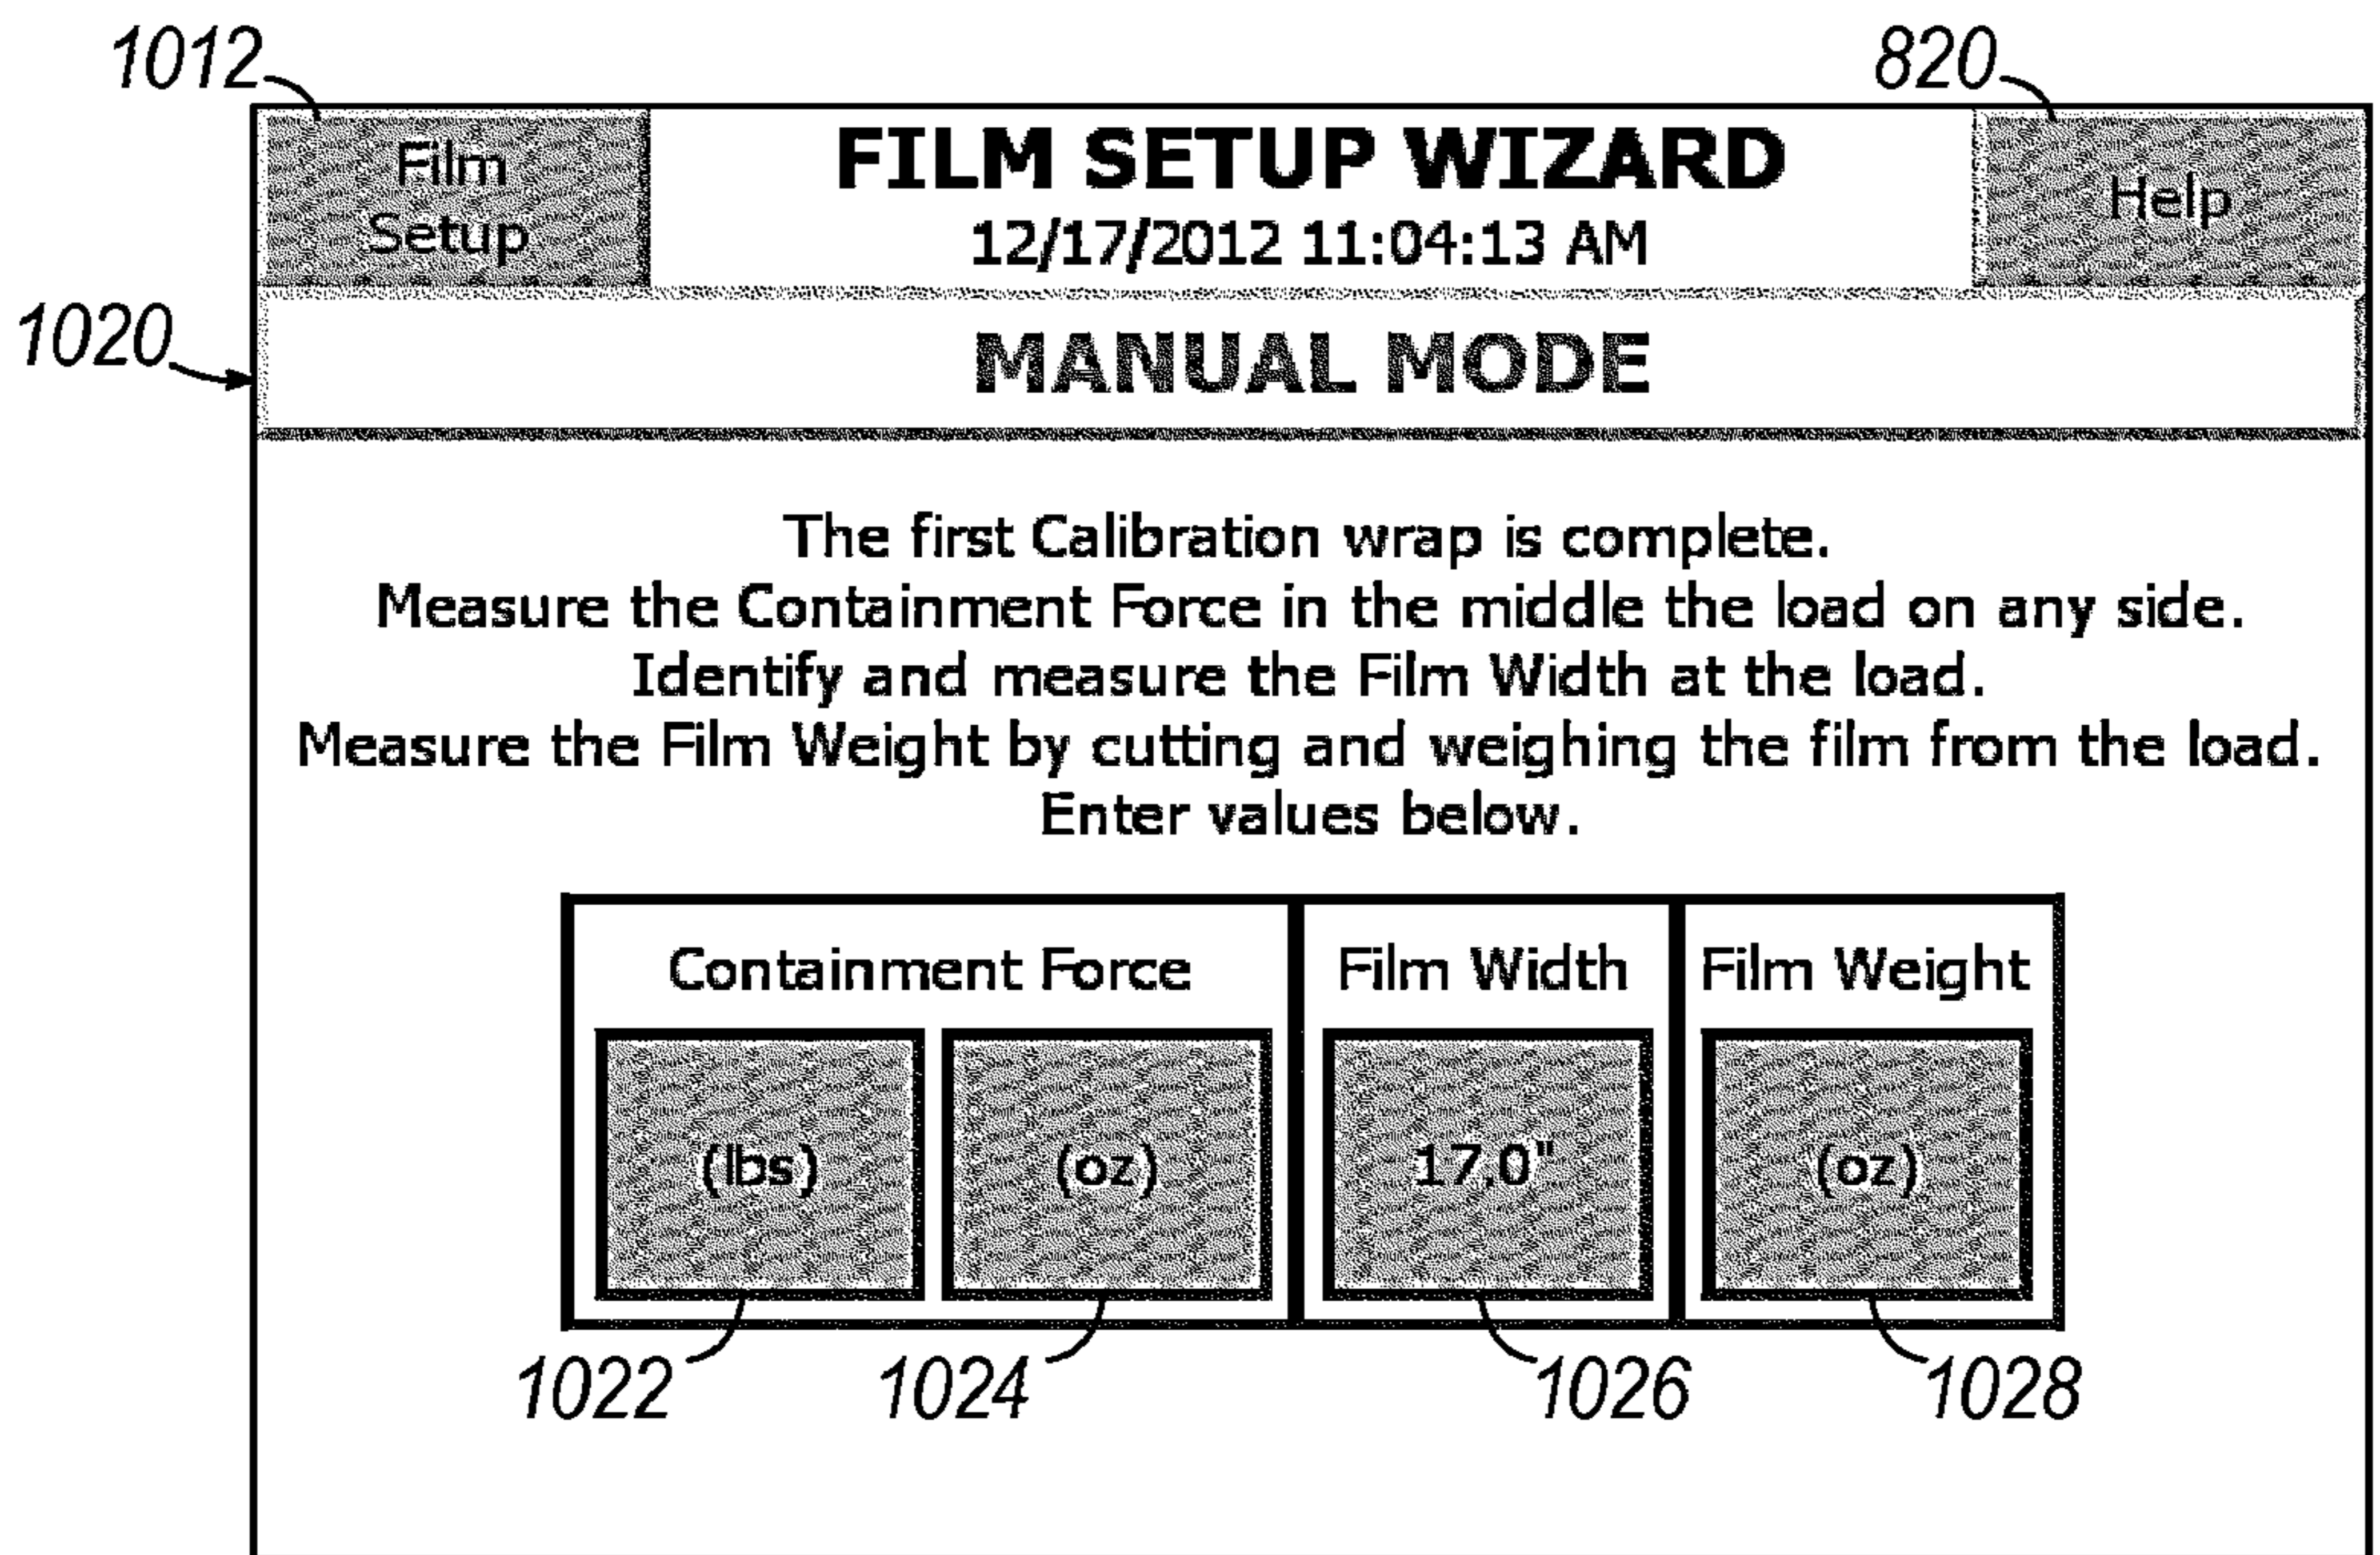 1012
820
Film
Setup
FILM SETUP WIZARD
12/17/2012 11:04:13 AM
Help
1020
MANUAL MODE
The first Calibration wrap is complete.
Measure the Containment Force in the middle the load on any side.
Identify and measure the Film Width at the load.
Measure the Film Weight by cutting and weighing the film from the load.
Enter values below.
Containment Force
Film Width
Film Weight
(lbs)
(oz)
17.0"
(oz)
1022
1024
1026
1028